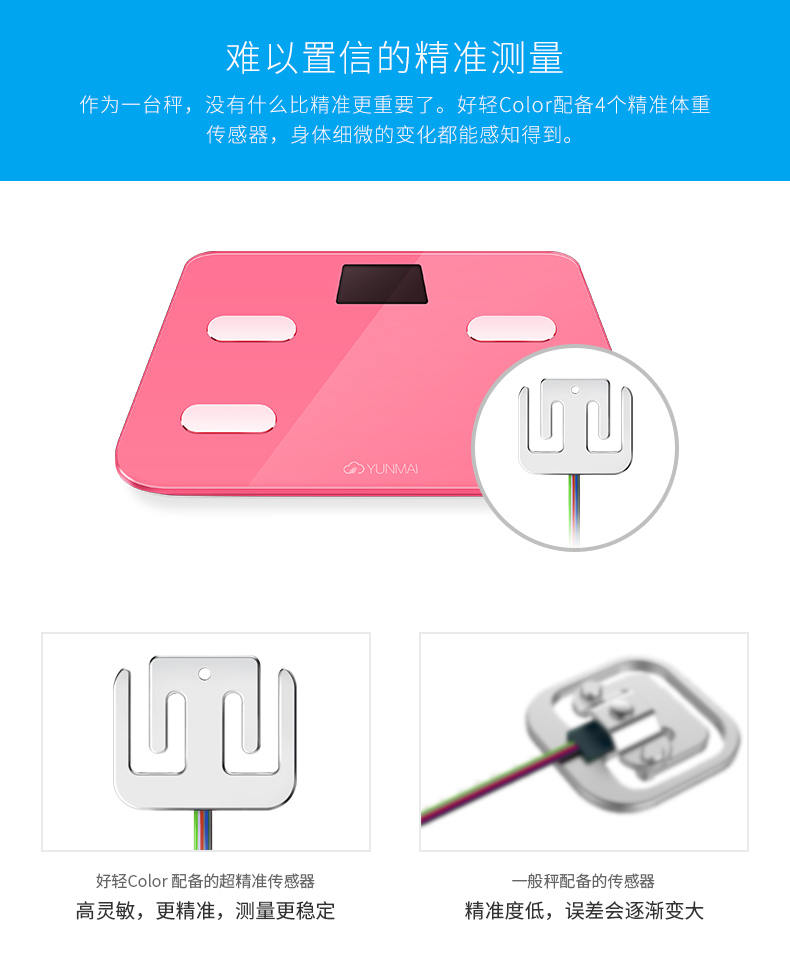 难以置信的精准测量
作为一台秤，没有什么比精准更重要了。好轻Color配备4个精准体重
传感器，身体细微的变化都能感知得到。
YUNMAI
好轻Color 配备的超精准传感器
高灵敏，更精准，测量更稳定
一般秤配备的传感器
精准度低，误差会逐渐变大